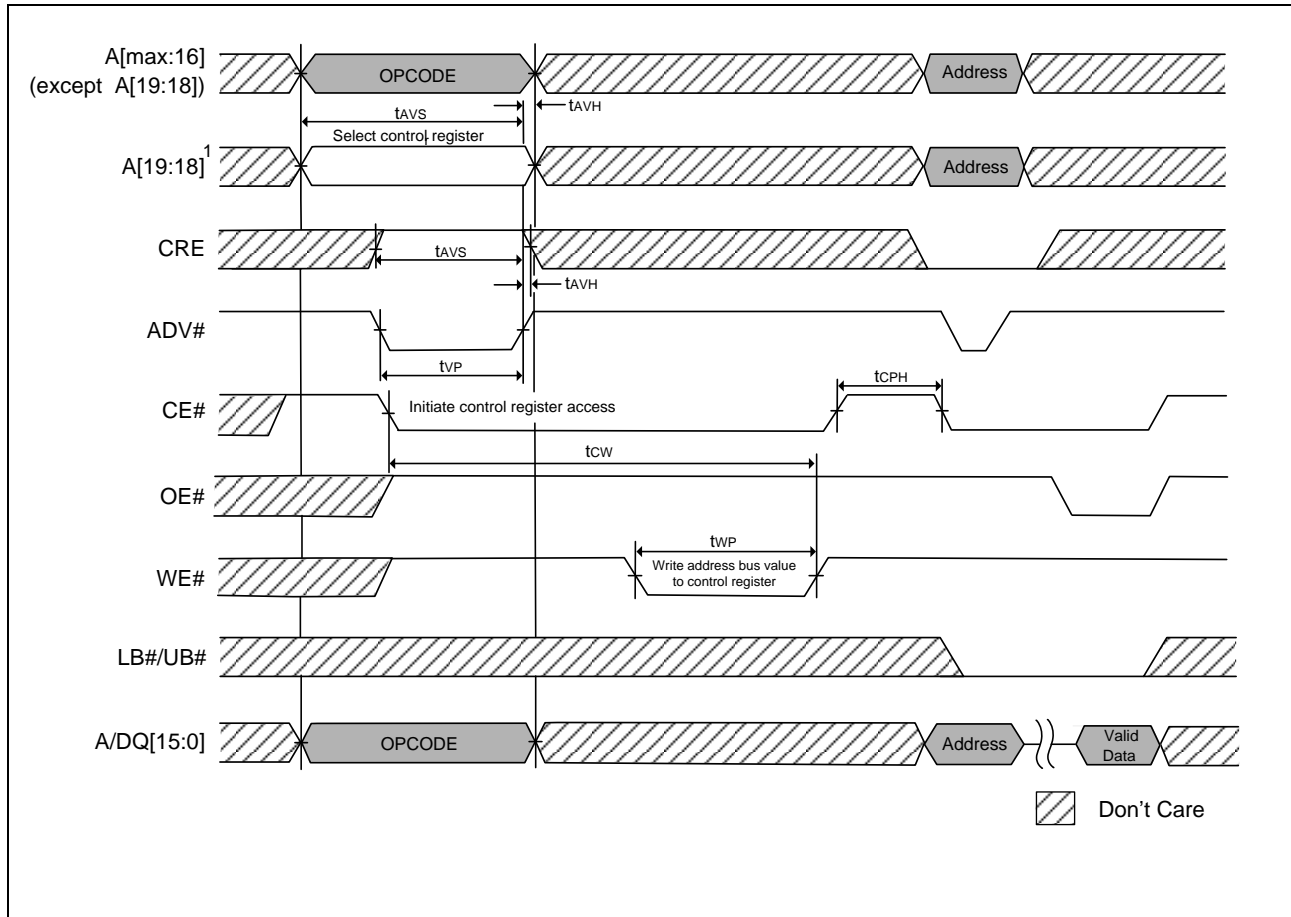 A[max:16]
(except A[19:18])
OPCODE
Address
tAVS
tAVH
Select control register
A[19:18]1
Address
CRE
tAVS
tAVH
ADV#
tVP
tCPH
CE#
Initiate control register access
tCW
OE#
tWP
WE#
Write address bus value
to control register
LB#/UB#
A/DQ[15:0]
OPCODE
Address
Valid
Data
Don't Care